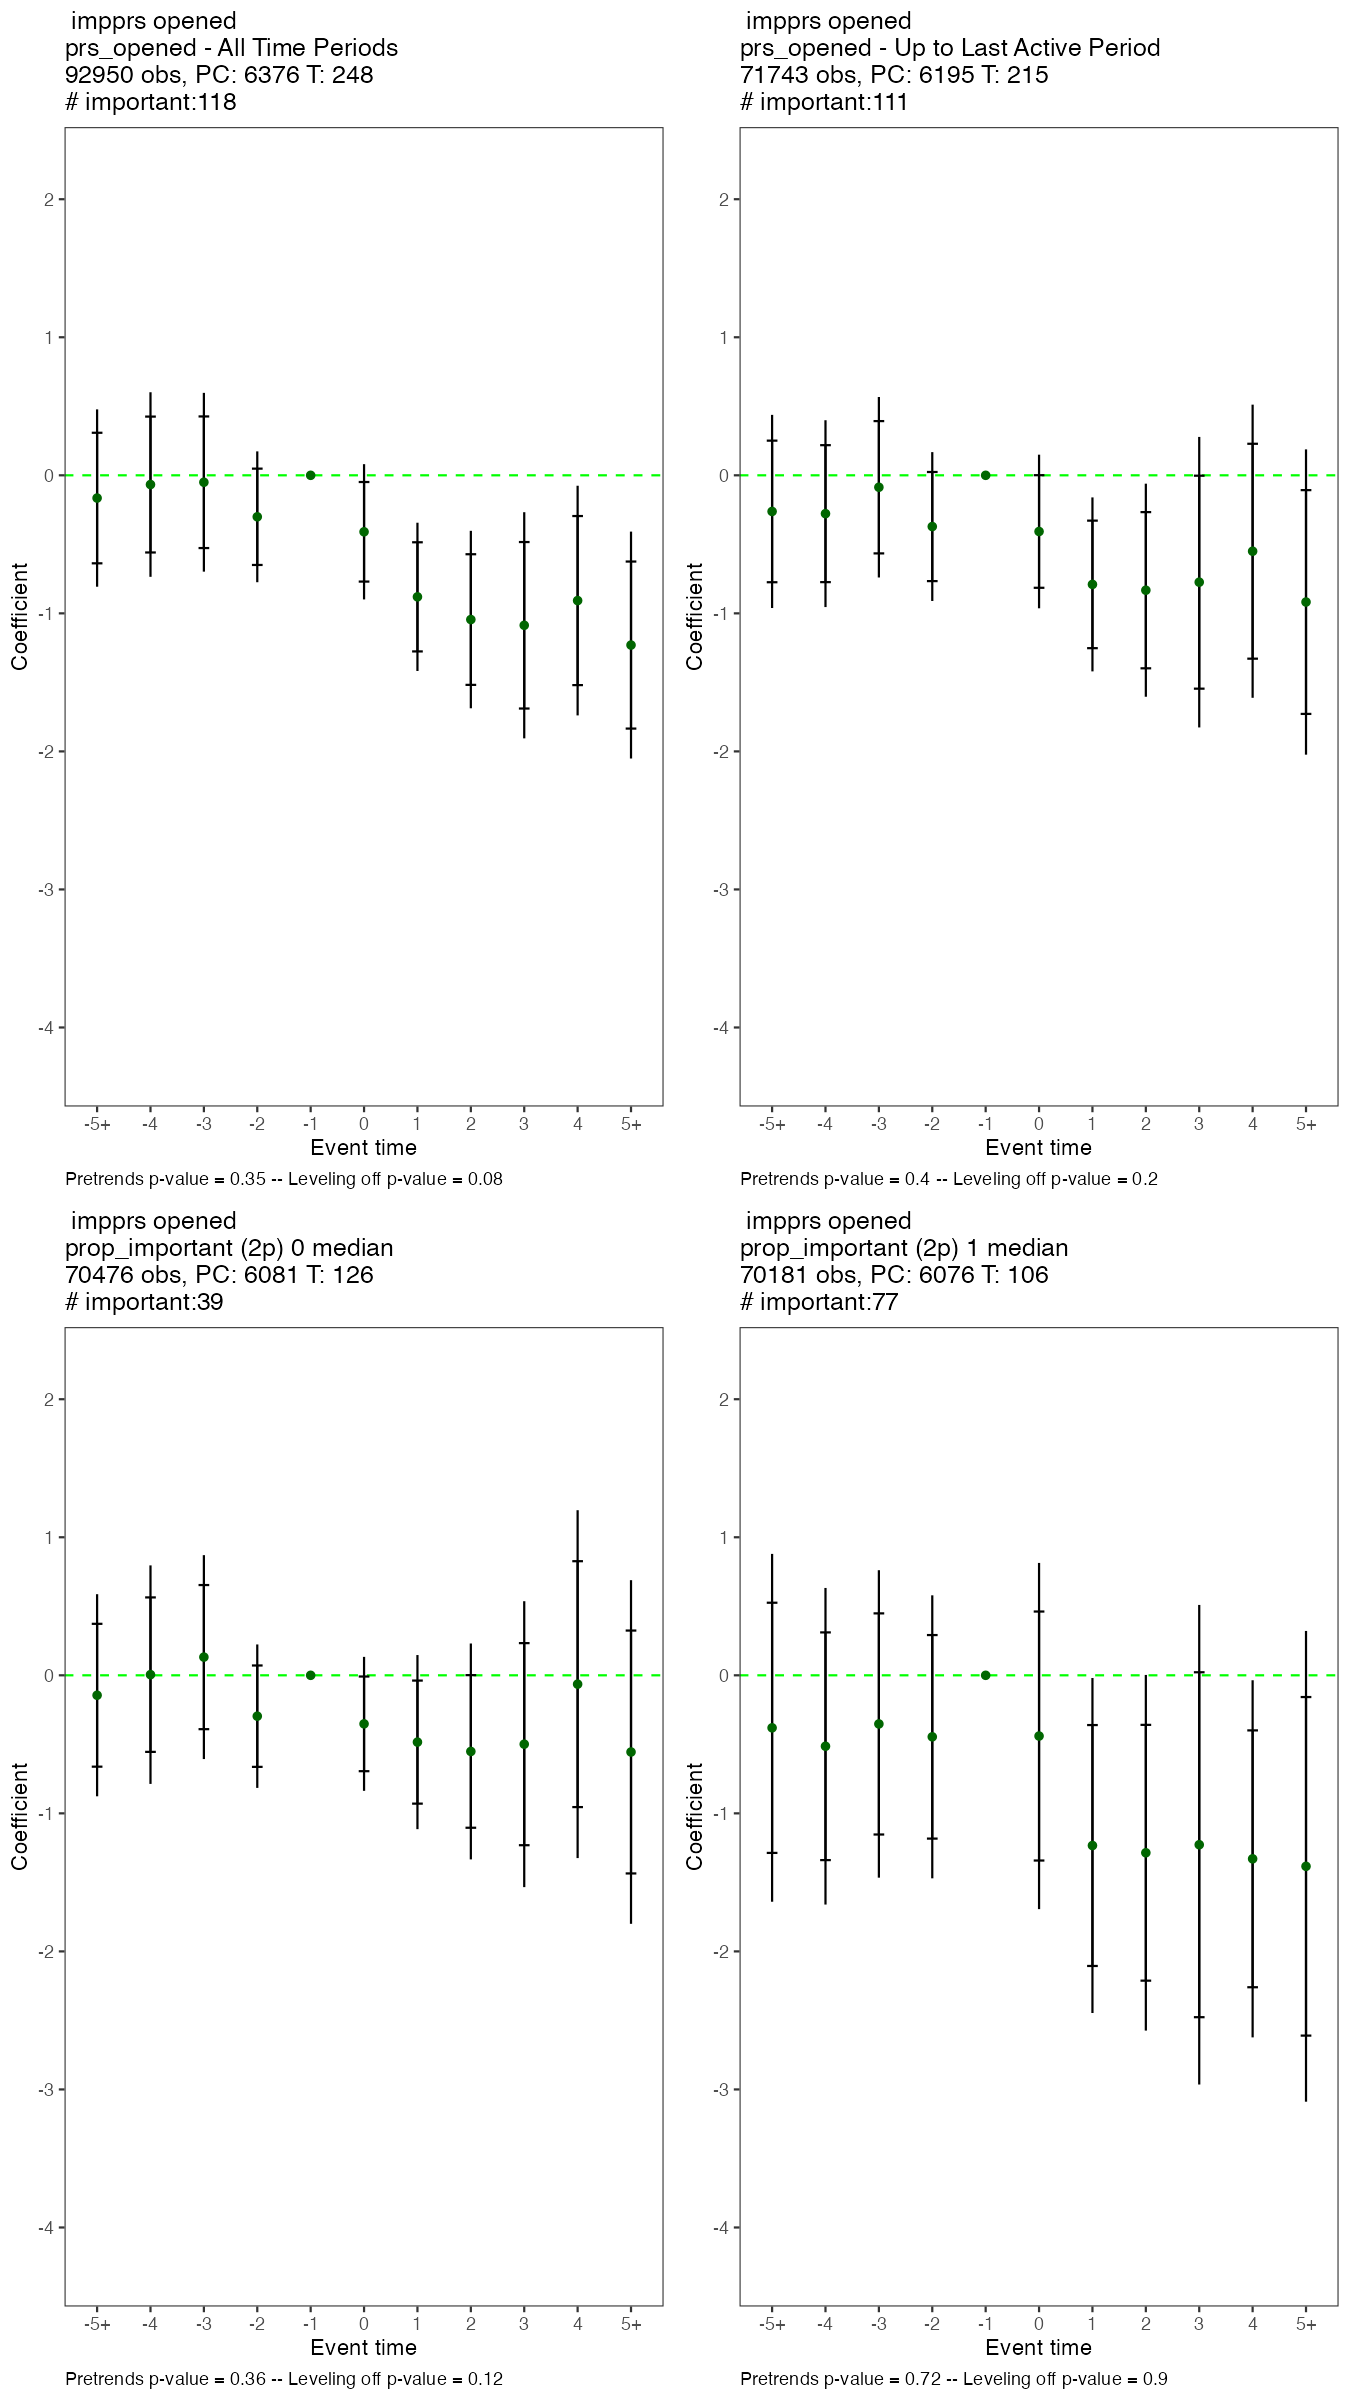 impprs opened
prs_opened - All Time Periods
92950 obs, PC: 6376 T: 248
# important:118
2
1
0
-1
-2
-3
-4
Coefficient
-5+ -4 -3 -2 -1 0 1 2 3 4 5+
Event time
Pretrends p-value = 0.35 -- Leveling off p-value = 0.08
impprs opened
prs_opened - Up to Last Active Period
71743 obs, PC: 6195 T: 215
# important:111
2
1
0
-1
-2
-3
-4
Coefficient
-5+ -4 -3 -2 -1 0 1 2 3 4 5+
Event time
Pretrends p-value = 0.4 -- Leveling off p-value = 0.2
impprs opened
prop_important (2p) 0 median
70476 obs, PC: 6081 T: 126
# important:39
2
1
0
-1
-2
-3
-4
Coefficient
-5+ -4 -3 -2 -1 0 1 2 3 4 5+
Event time
Pretrends p-value = 0.36 -- Leveling off p-value = 0.12
impprs opened
prop_important (2p) 1 median
70181 obs, PC: 6076 T: 106
# important:77
2
1
0
-1
-2
-3
-4
Coefficient
-5+ -4 -3 -2 -1 0 1 2 3 4 5+
Event time
Pretrends p-value = 0.72 -- Leveling off p-value = 0.9